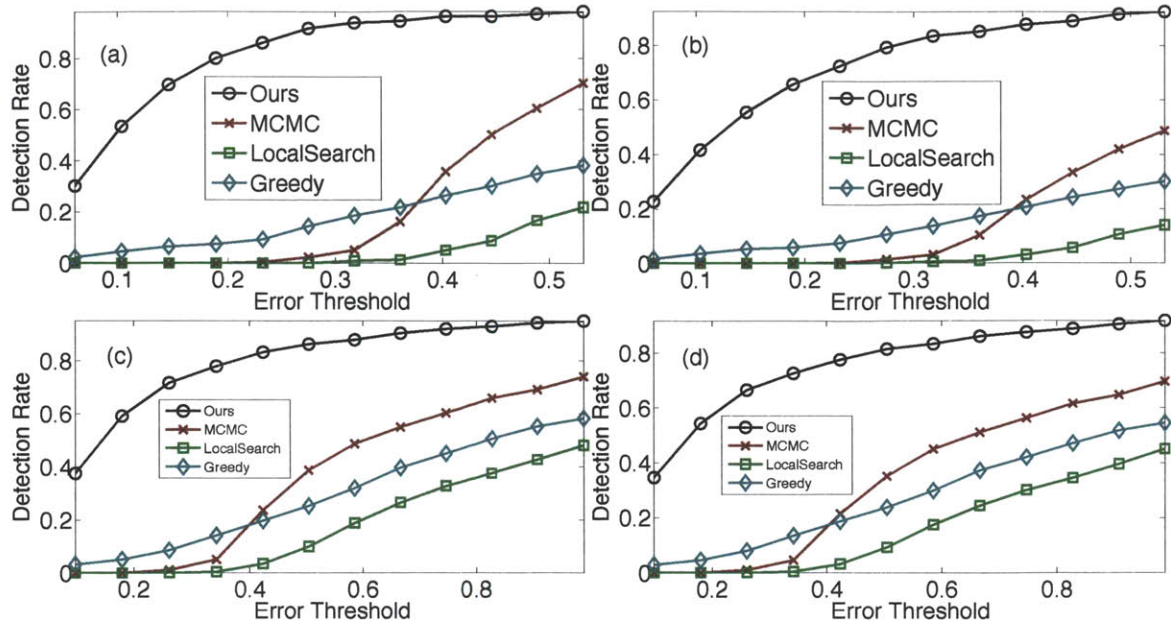 (a)
Detection Rate
0.8
0.6
0.4
0.2
0
Ours
MCMC
LocalSearch
Greedy
0.1 0.2 0.3 0.4 0.5
Error Threshold
(b)
Detection Rate
0.8
0.6
0.4
0.2
0
Ours
MCMC
LocalSearch
Greedy
0.1 0.2 0.3 0.4 0.5
Error Threshold
(c)
Detection Rate
0.8
0.6
0.4
0.2
0
Ours
MCMC
LocalSearch
Greedy
0.2 0.4 0.6 0.8
Error Threshold
(d)
Detection Rate
0.8
0.6
0.4
0.2
0
Ours
MCMC
LocalSearch
Greedy
0.2 0.4 0.6 0.8
Error Threshold